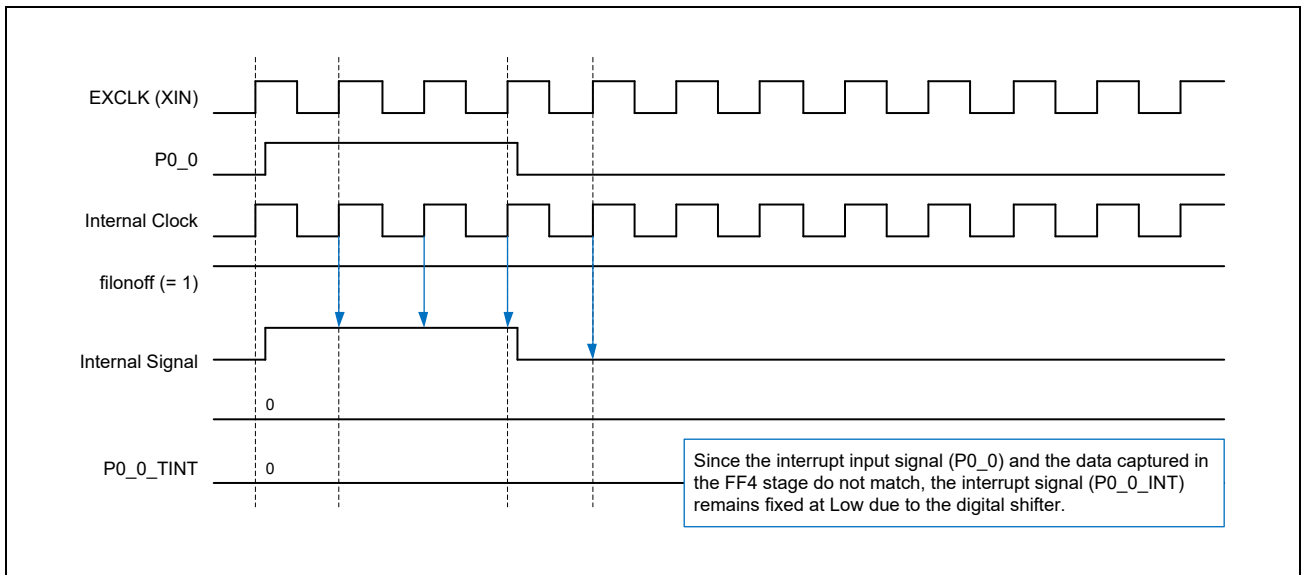 EXCLK (XIN)
P0_0
Internal Clock
filonoff (= 1)
Internal Signal
0
P0_0_TINT
0
Since the interrupt input signal (P0_0) and the data captured in
the FF4 stage do not match, the interrupt signal (P0_0_INT)
remains fixed at Low due to the digital shifter.